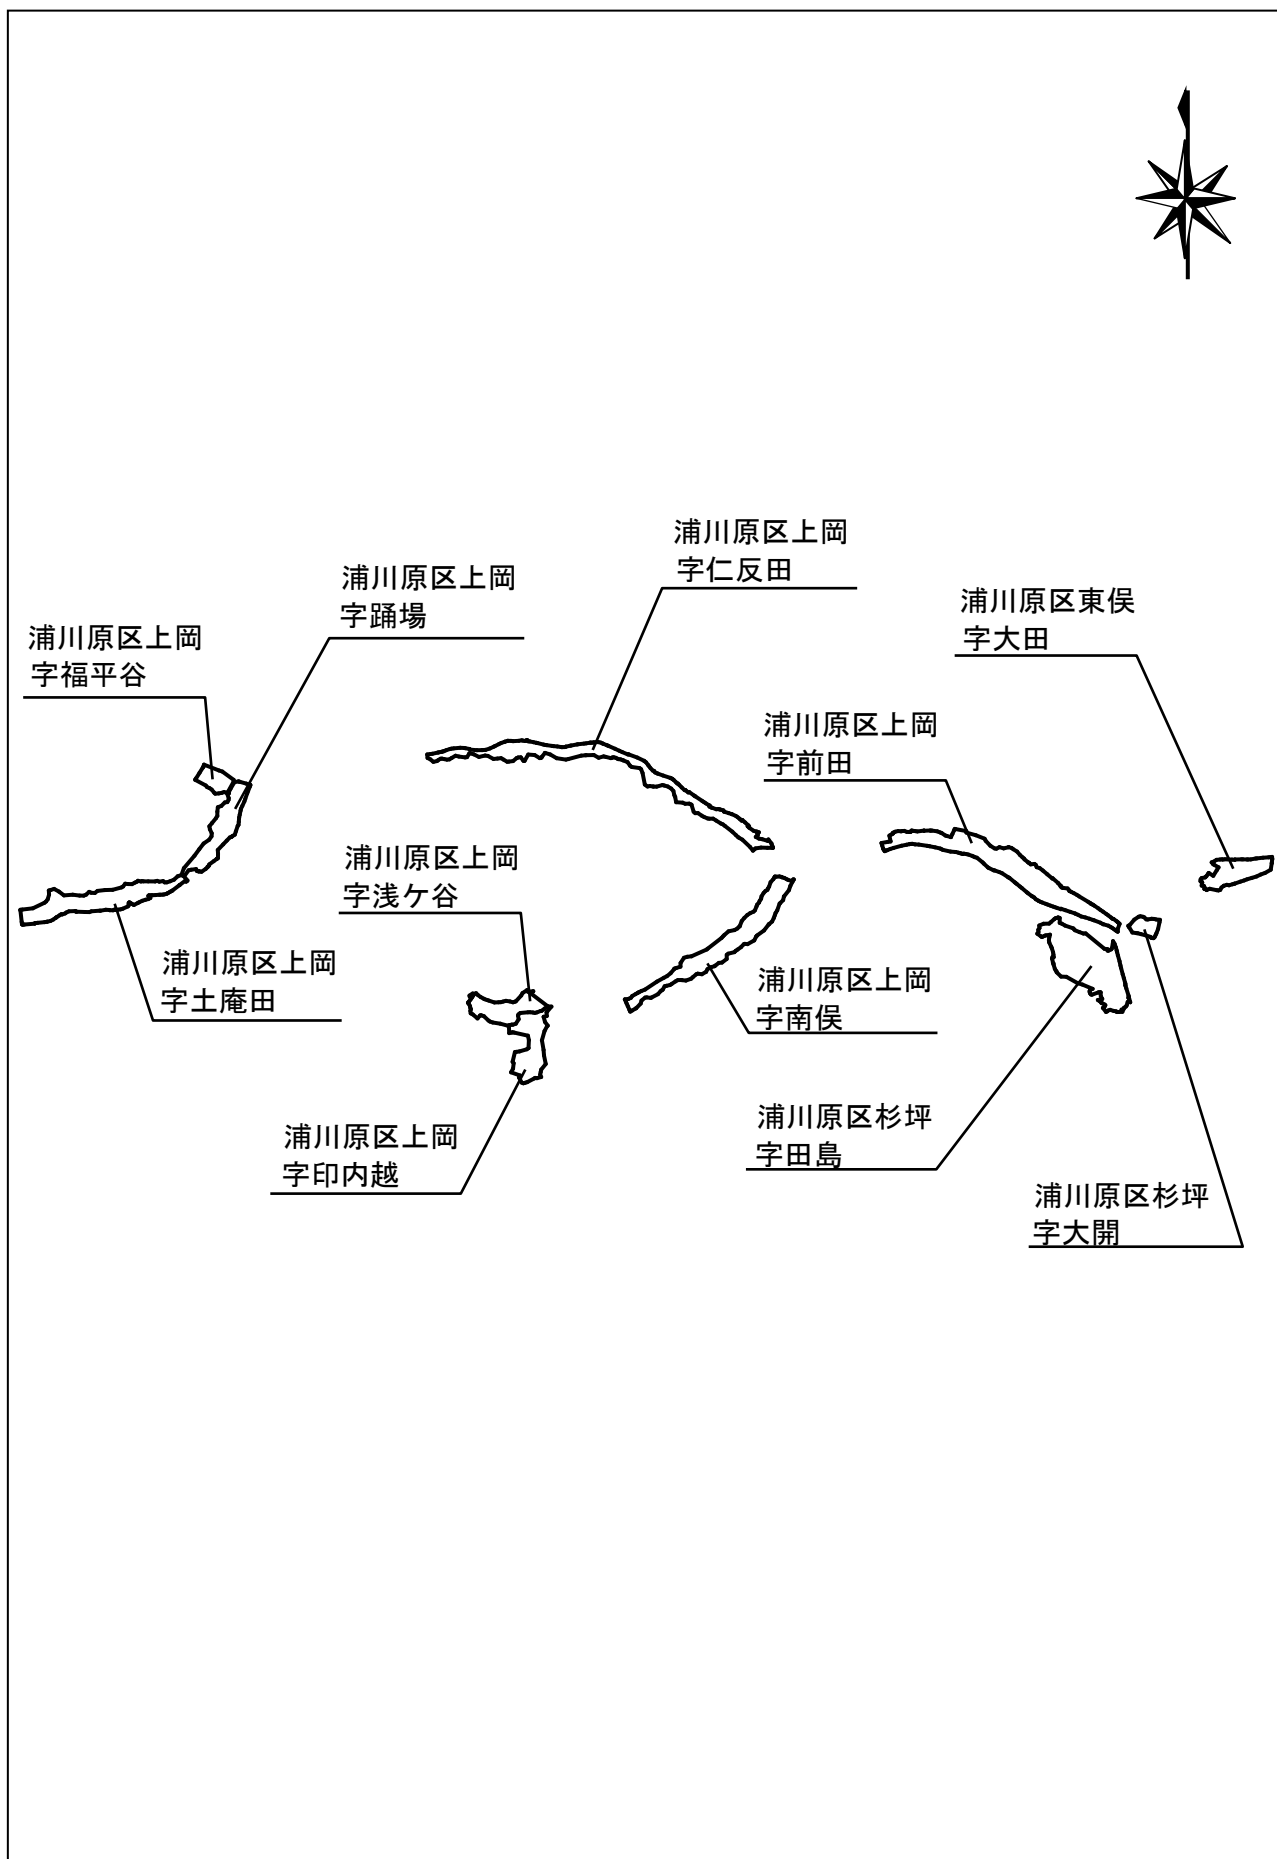 浦川原区上岡
字仁反田
浦川原区上岡
字踊場
浦川原区東俣
字大田
浦川原区上岡
字福平谷
浦川原区上岡
字前田
浦川原区上岡
字浅ケ谷
浦川原区上岡
字土庵田
浦川原区上岡
字南俣
浦川原区杉坪
字田島
浦川原区上岡
字印内越
浦川原区杉坪
字大開